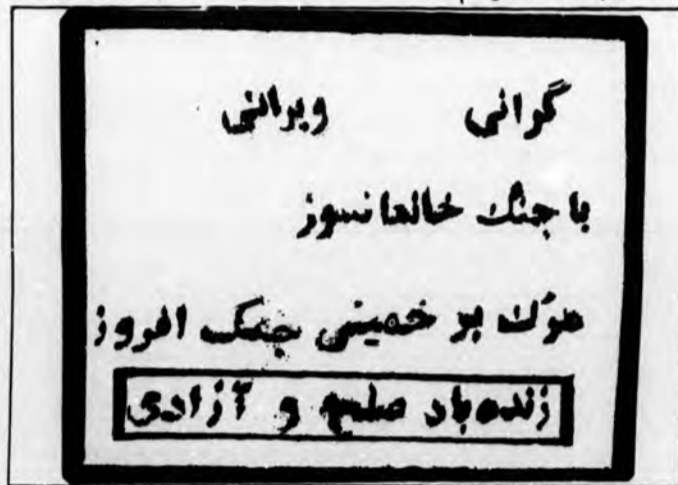 گرانی ویرانی
با جنگ خانمانسوز
مرگ بر خمینی جنگ افروز
زنده باد صلح و آزادی